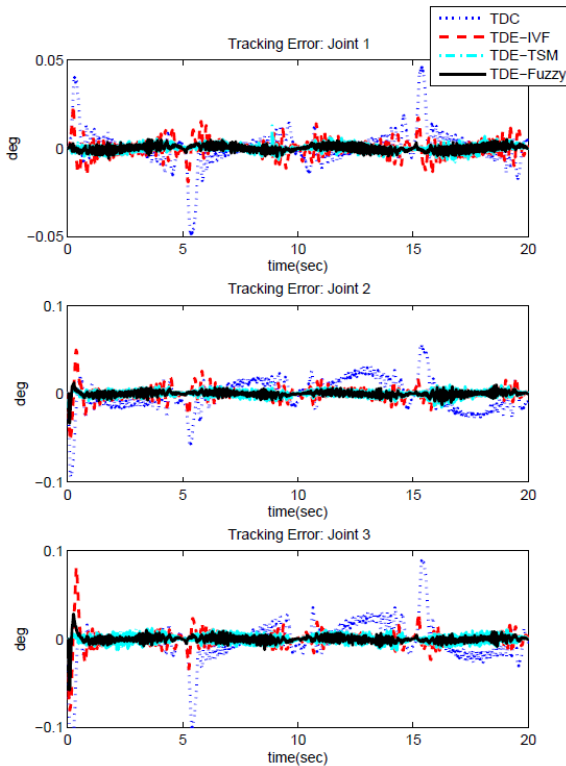 TDC
TDE-IVF
TDE-TSM
TDE-Fuzzy
Tracking Error: Joint 1
0.05
0
−0.05
deg
0 5 10 15 20
time(sec)
Tracking Error: Joint 2
0.1
0
−0.1
deg
0 5 10 15 20
time(sec)
Tracking Error: Joint 3
0.1
0
−0.1
deg
0 5 10 15 20
time(sec)